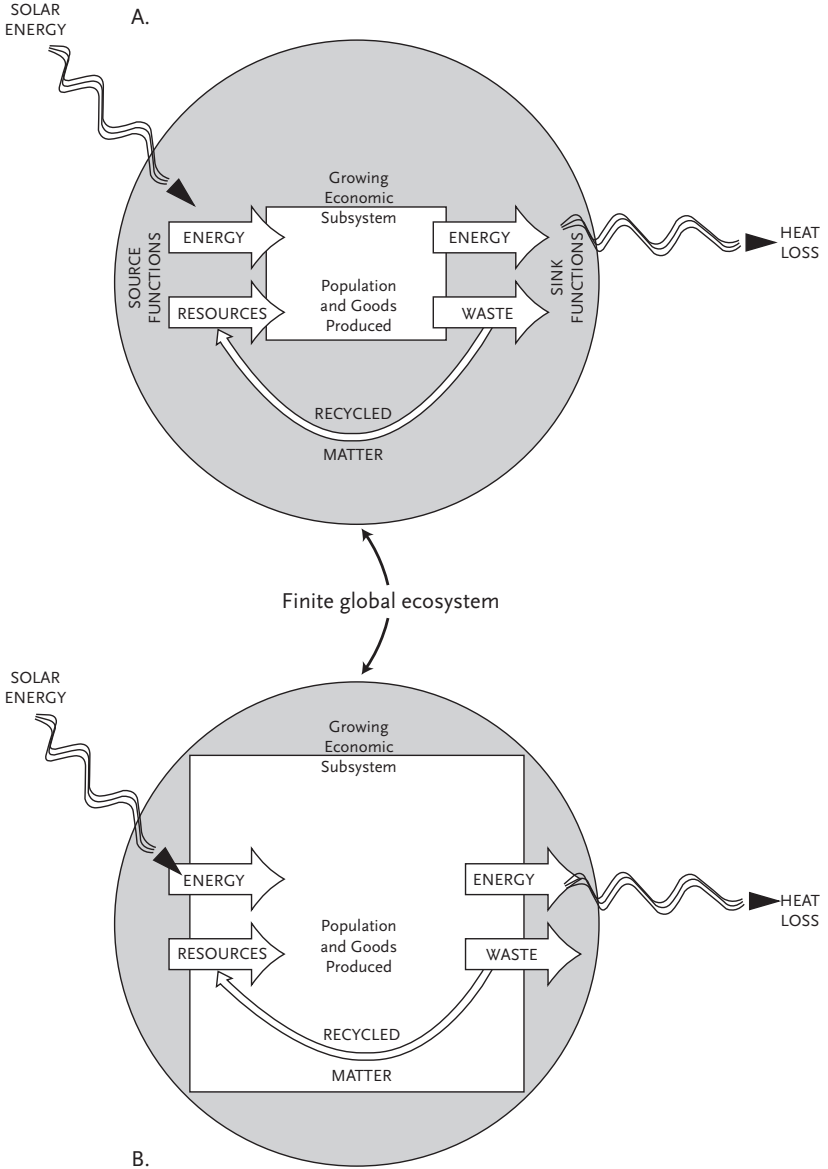 SOLAR
ENERGY
A.
Growing
Economic
Subsystem
SOURCE
FUNCTIONS
ENERGY
RESOURCES
Population
and Goods
Produced
ENERGY
WASTE
SINK
FUNCTIONS
HEAT
LOSS
RECYCLED
MATTER
Finite global ecosystem
SOLAR
ENERGY
Growing
Economic
Subsystem
ENERGY
RESOURCES
Population
and Goods
Produced
ENERGY
WASTE
HEAT
LOSS
RECYCLED
MATTER
B.